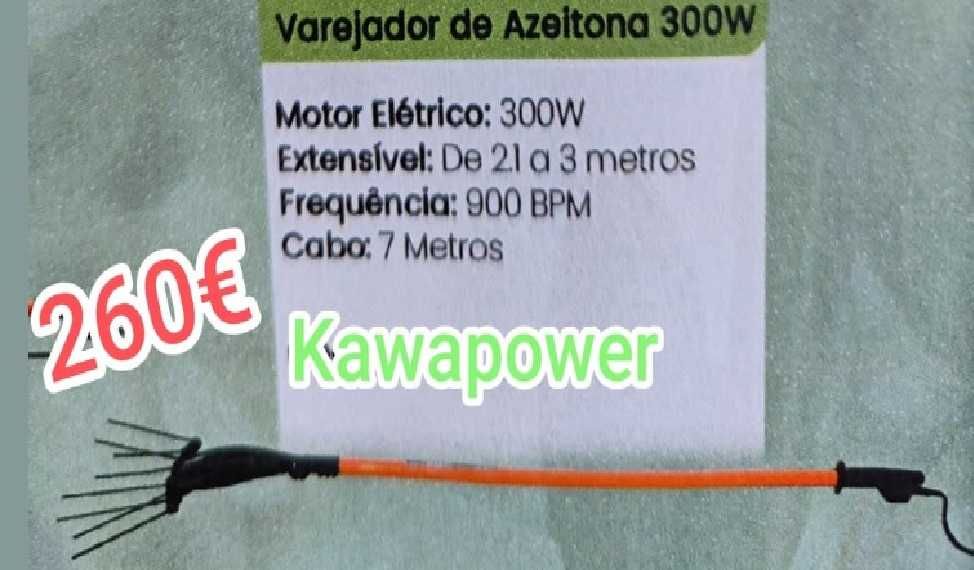 Varejador de Azeitona 300W
Motor Elétrico: 300W
Extensível: De 2.1 a 3 metros
Frequência: 900 BPM
Cabo: 7 Metros
260€
Kawapower